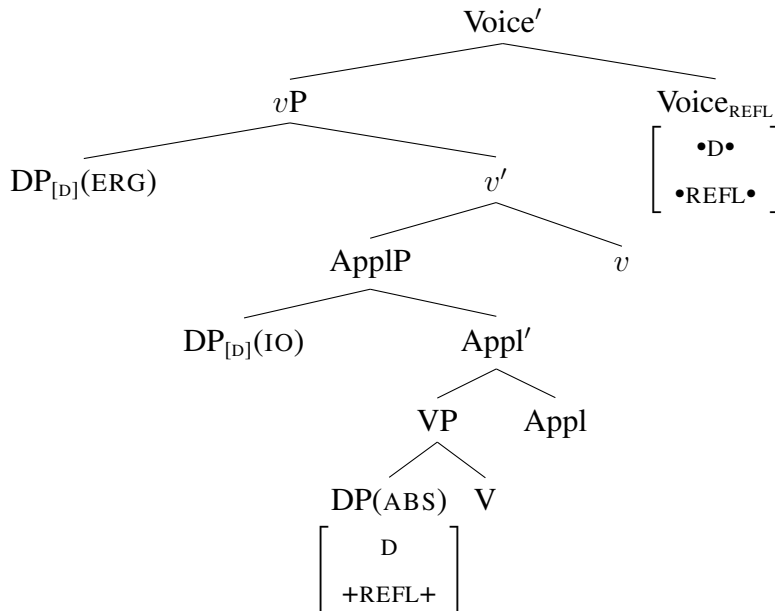 Voice′
vP Voice_REFL
•D•
DP_[D](ERG) v′
•REFL•
ApplP v
DP_[D](IO) Appl′
VP Appl
DP(ABS) V
D
+REFL+